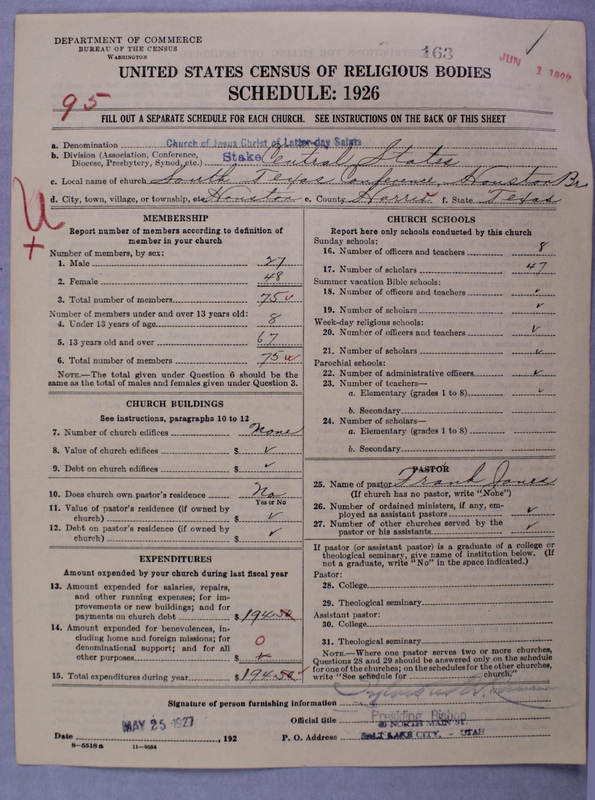 DEPARTMENT OF COMMERCE
BUREAU OF THE CENSUS
WASHINGTON
163
JUN 1
UNITED STATES CENSUS OF RELIGIOUS BODIES
SCHEDULE: 1926
95
FILL OUT A SEPARATE SCHEDULE FOR EACH CHURCH. SEE INSTRUCTIONS ON THE BACK OF THIS SHEET
a. Denomination Church of Jesus Christ of Latter-day Saints
b. Division (Association, Conference,
Diocese, Presbytery, Synod, etc.) Stake Central States
c. Local name of church South Texas Conference Houston Br
d. City, town, village, or township, Houston e. County Harris f. State Texas
MEMBERSHIP
Report number of members according to definition of
member in your church
Number of members, by sex:
1. Male 27
2. Female 48
3. Total number of members 75
Number of members under and over 13 years old:
4. Under 13 years of age 8
5. 13 years old and over 67
6. Total number of members 75
NOTE.—The total given under Question 6 should be the
same as the total of males and females given under Question 3.
CHURCH BUILDINGS
See instructions, paragraphs 10 to 12
7. Number of church edifices None
8. Value of church edifices $ ✓
9. Debt on church edifices $ ✓
10. Does church own pastor's residence No
Yes or No
11. Value of pastor's residence (if owned by
church) $ ✓
12. Debt on pastor's residence (if owned by
church) $ ✓
EXPENDITURES
Amount expended by your church during last fiscal year
13. Amount expended for salaries, repairs,
and other running expenses; for im-
provements or new buildings; and for
payments on church debt $ 194.50
14. Amount expended for benevolences, in-
cluding home and foreign missions; for
denominational support; and for all
other purposes $ 0
15. Total expenditures during year $ 194.50
CHURCH SCHOOLS
Report here only schools conducted by this church
Sunday schools:
16. Number of officers and teachers 8
17. Number of scholars 47
Summer vacation Bible schools:
18. Number of officers and teachers ✓
19. Number of scholars ✓
Week-day religious schools:
20. Number of officers and teachers ✓
21. Number of scholars ✓
Parochial schools:
22. Number of administrative officers ✓
23. Number of teachers—
a. Elementary (grades 1 to 8) ✓
b. Secondary
24. Number of scholars—
a. Elementary (grades 1 to 8)
b. Secondary
PASTOR
25. Name of pastor Frank Jones
(If church has no pastor, write "None")
26. Number of ordained ministers, if any, em-
ployed as assistant pastors ✓
27. Number of other churches served by the
pastor or his assistants ✓
If pastor (or assistant pastor) is a graduate of a college or
theological seminary, give name of institution below. (If
not a graduate, write "No" in the space indicated.)
Pastor:
28. College
29. Theological seminary
Assistant pastor:
30. College
31. Theological seminary
NOTE.—Where one pastor serves two or more churches,
Questions 28 and 29 should be answered only on the schedule
for one of the churches; on the schedules for the other churches,
write "See schedule for church."
Signature of person furnishing information
Official title Presiding Bishop
Date MAY 25 1927, 192 P. O. Address 40 NORTH MAIN ST.
SALT LAKE CITY, - UTAH
8-5518a 11-9054